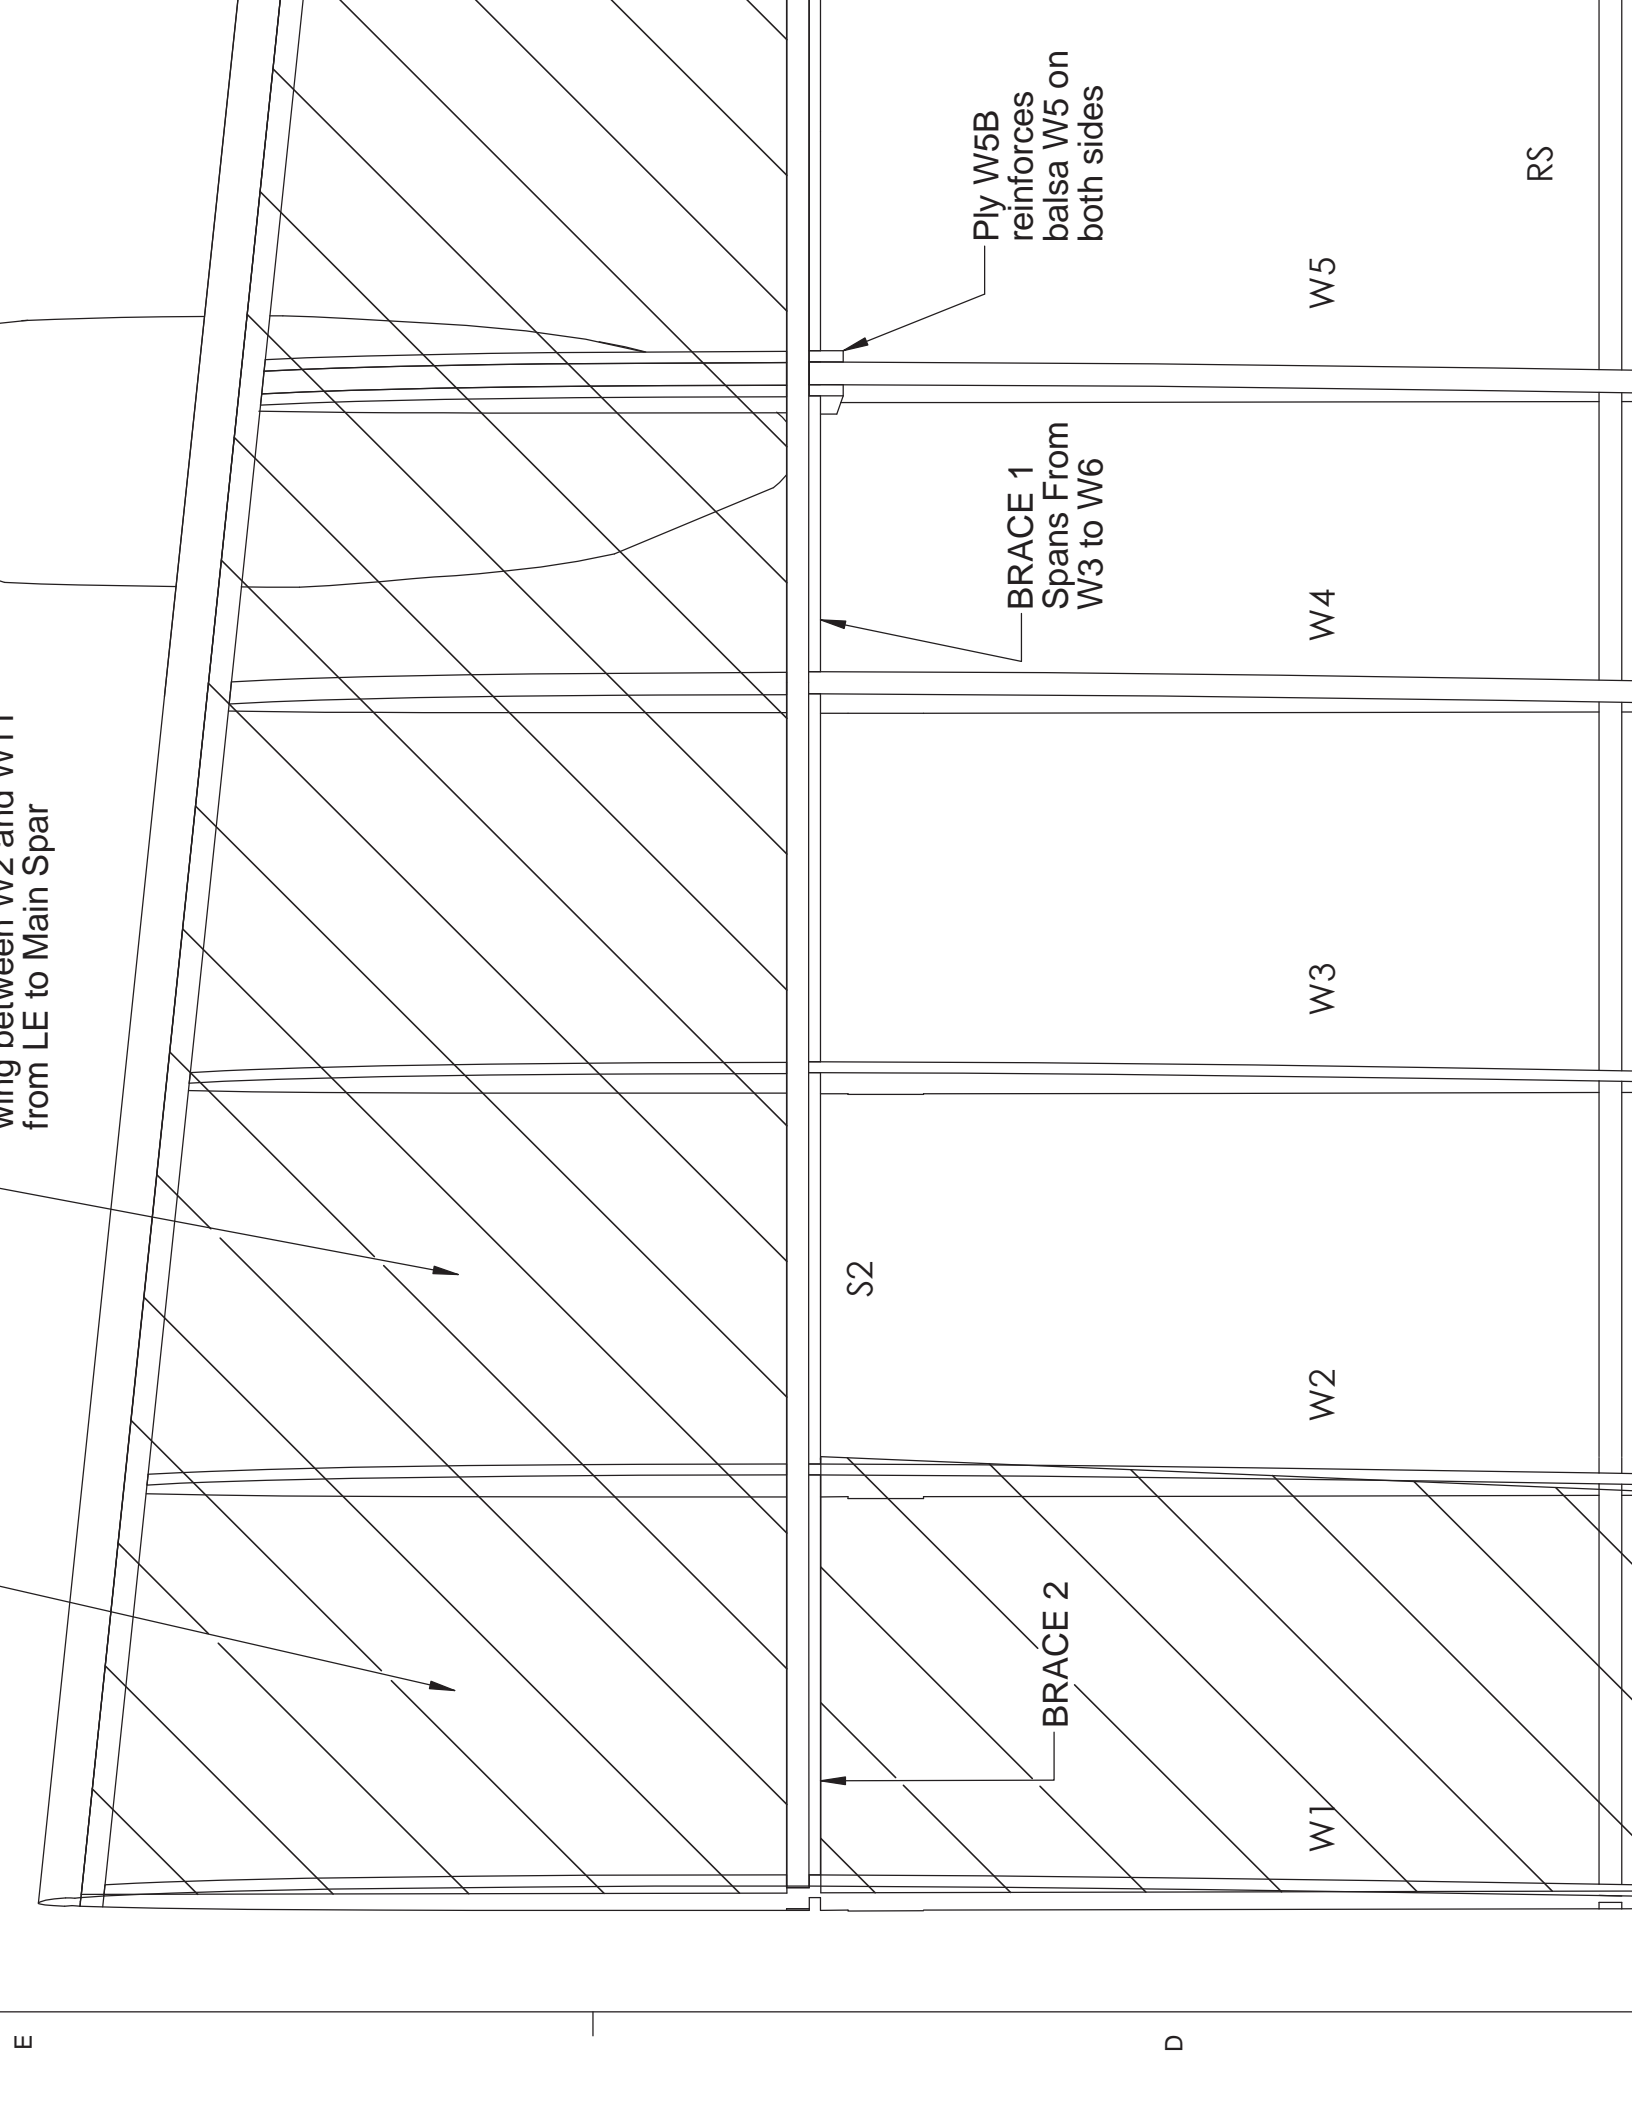 wing between W2 and W11
from LE to Main Spar
Ply W5B
reinforces
balsa W5 on
both sides
BRACE 1
Spans From
W3 to W6
BRACE 2
S2
RS
W5
W4
W3
W2
W1
E
D